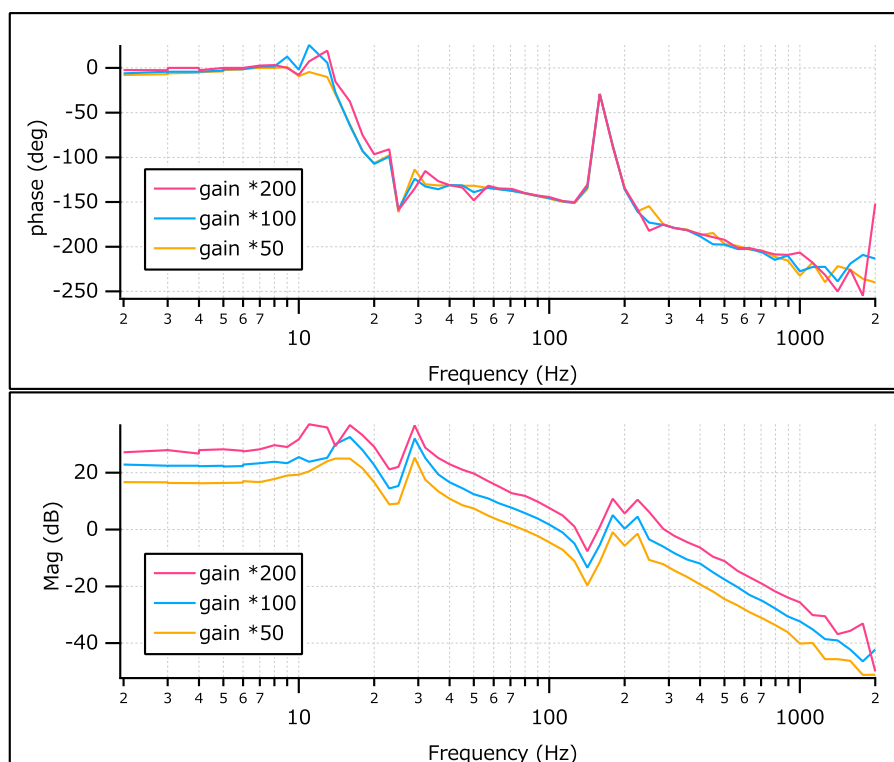 phase (deg)
0
-50
-100
-150
-200
-250
gain *200
gain *100
gain *50
2 3 4 5 6 7 2 3 4 5 6 7 2 3 4 5 6 7 2
10 100 1000
Frequency (Hz)
Mag (dB)
20
0
-20
-40
gain *200
gain *100
gain *50
2 3 4 5 6 7 2 3 4 5 6 7 2 3 4 5 6 7 2
10 100 1000
Frequency (Hz)